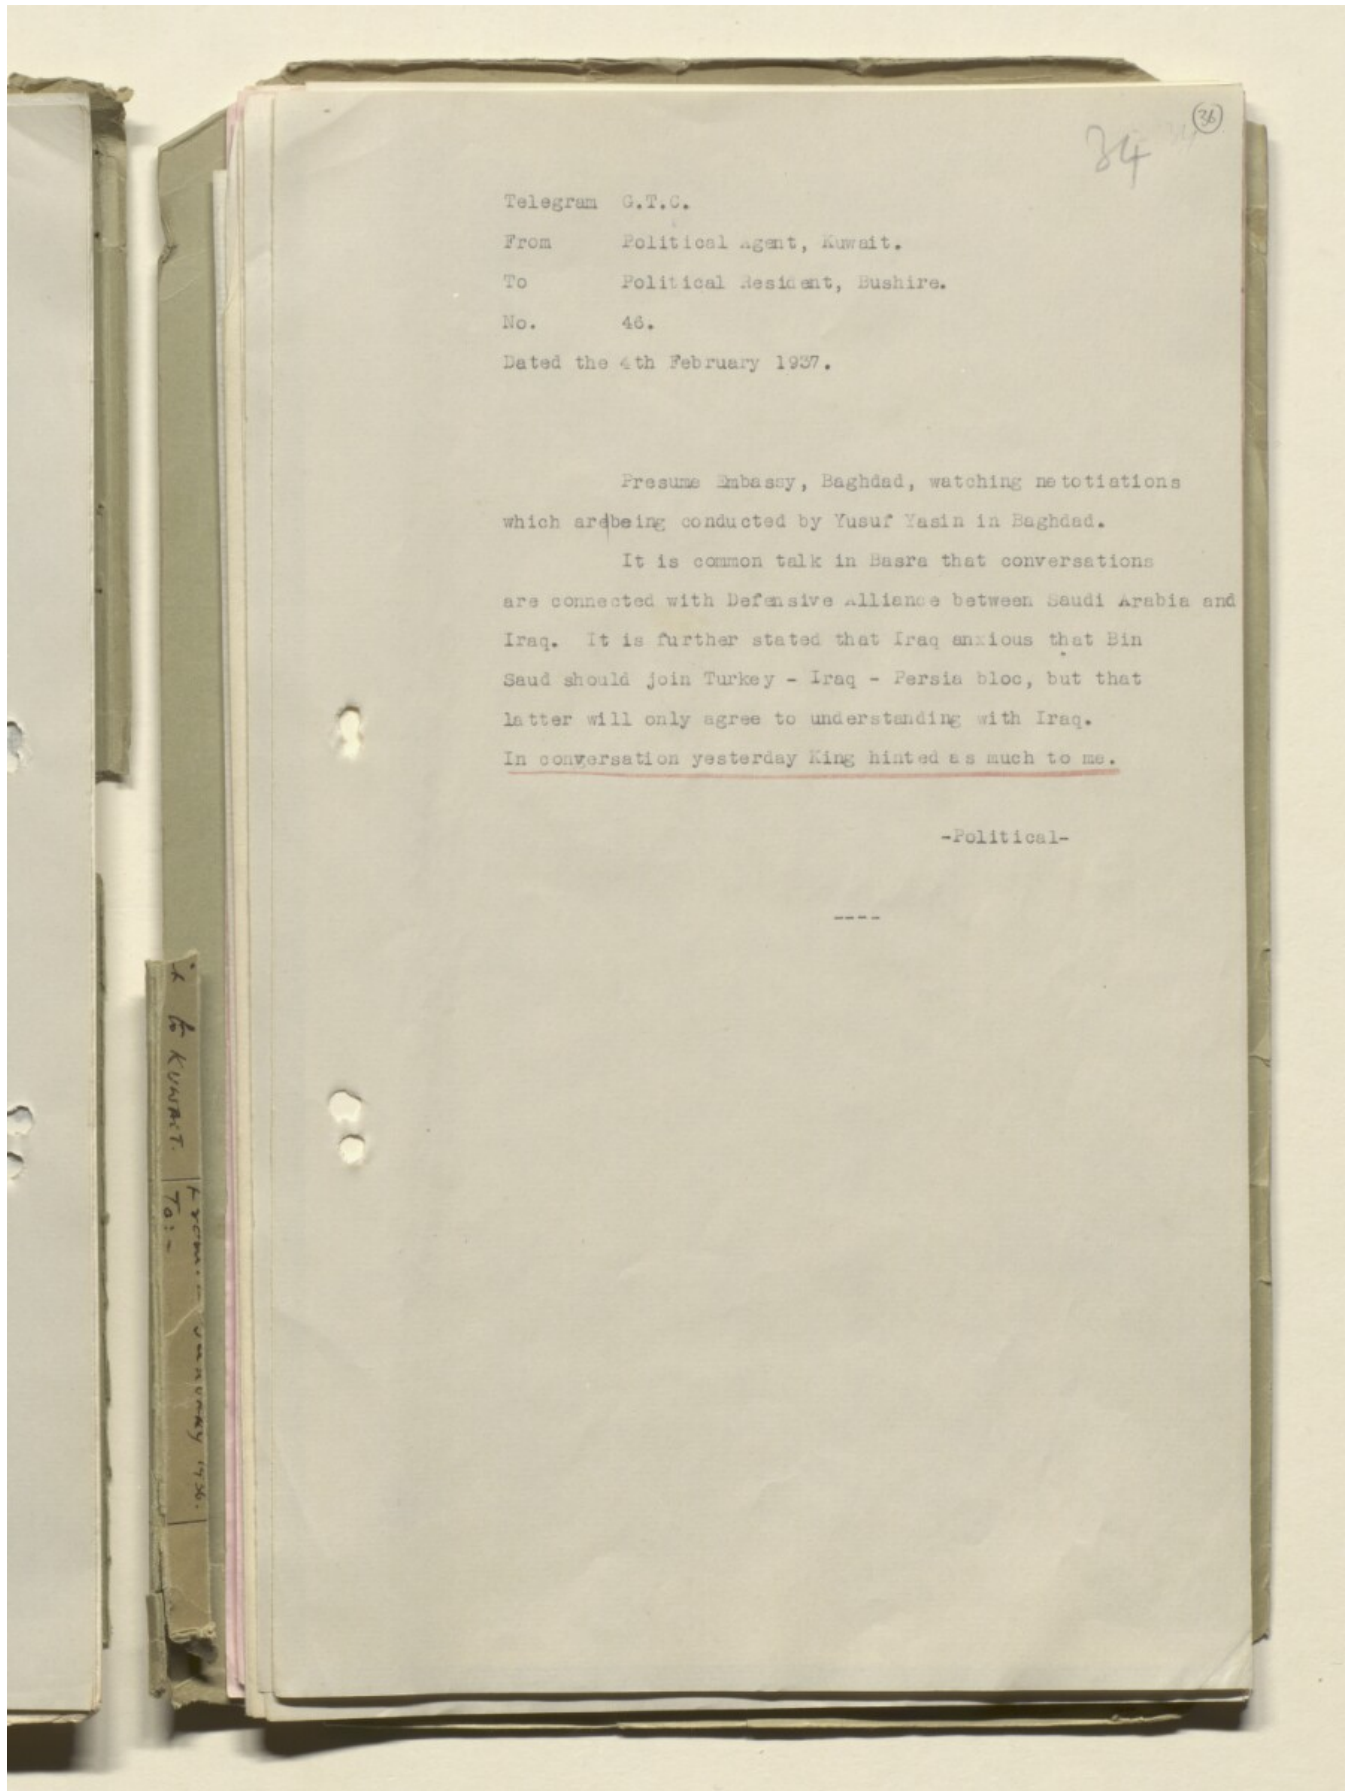 36
34
Telegram G.T.C.
From Political Agent, Kuwait.
To Political Resident, Bushire.
No. 46.
Dated the 4th February 1937.
Presume Embassy, Baghdad, watching netotiations
which are being conducted by Yusuf Yasin in Baghdad.
It is common talk in Basra that conversations
are connected with Defensive Alliance between Saudi Arabia and
Iraq. It is further stated that Iraq anxious that Bin
Saud should join Turkey - Iraq - Persia bloc, but that
latter will only agree to understanding with Iraq.
In conversation yesterday King hinted as much to me.
-Political-
----
to KUWAIT.
From:- January 1936.
To:-